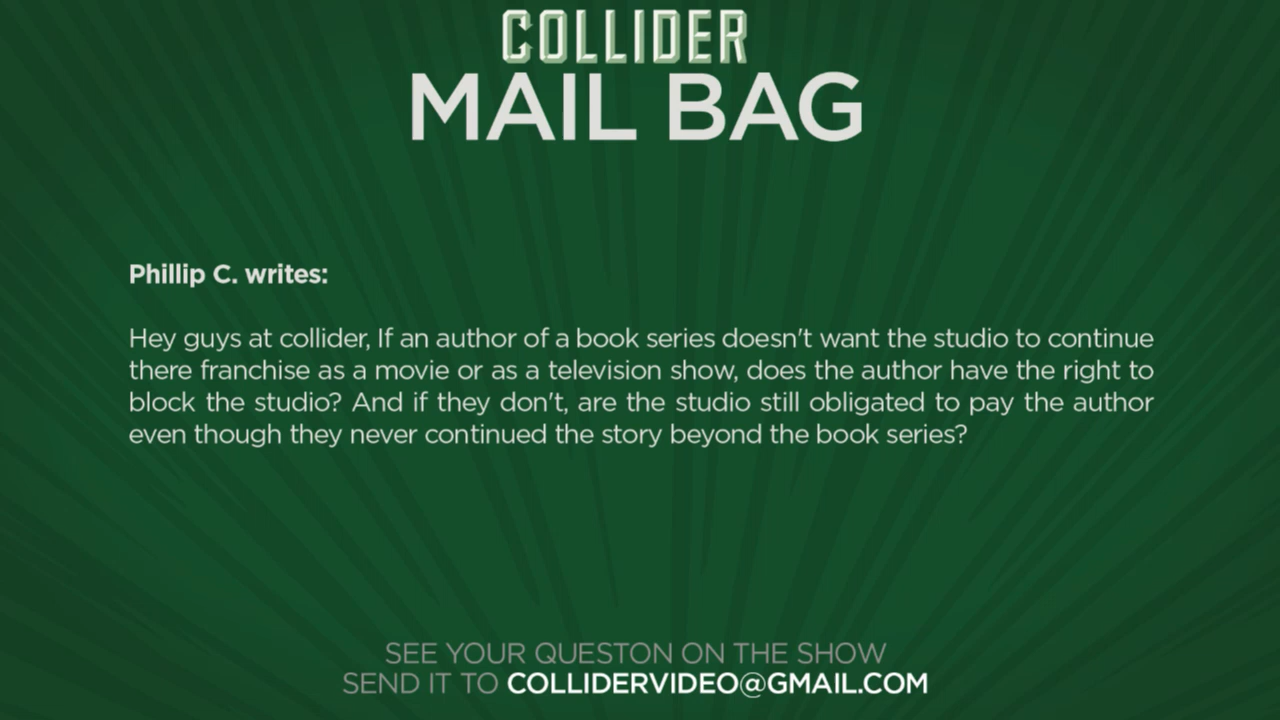 COLLIDER
MAIL BAG
Phillip C. writes:
Hey guys at collider, If an author of a book series doesn't want the studio to continue
there franchise as a movie or as a television show, does the author have the right to
block the studio? And if they don't, are the studio still obligated to pay the author
even though they never continued the story beyond the book series?
SEE YOUR QUESTON ON THE SHOW
SEND IT TO COLLIDERVIDEO@GMAIL.COM